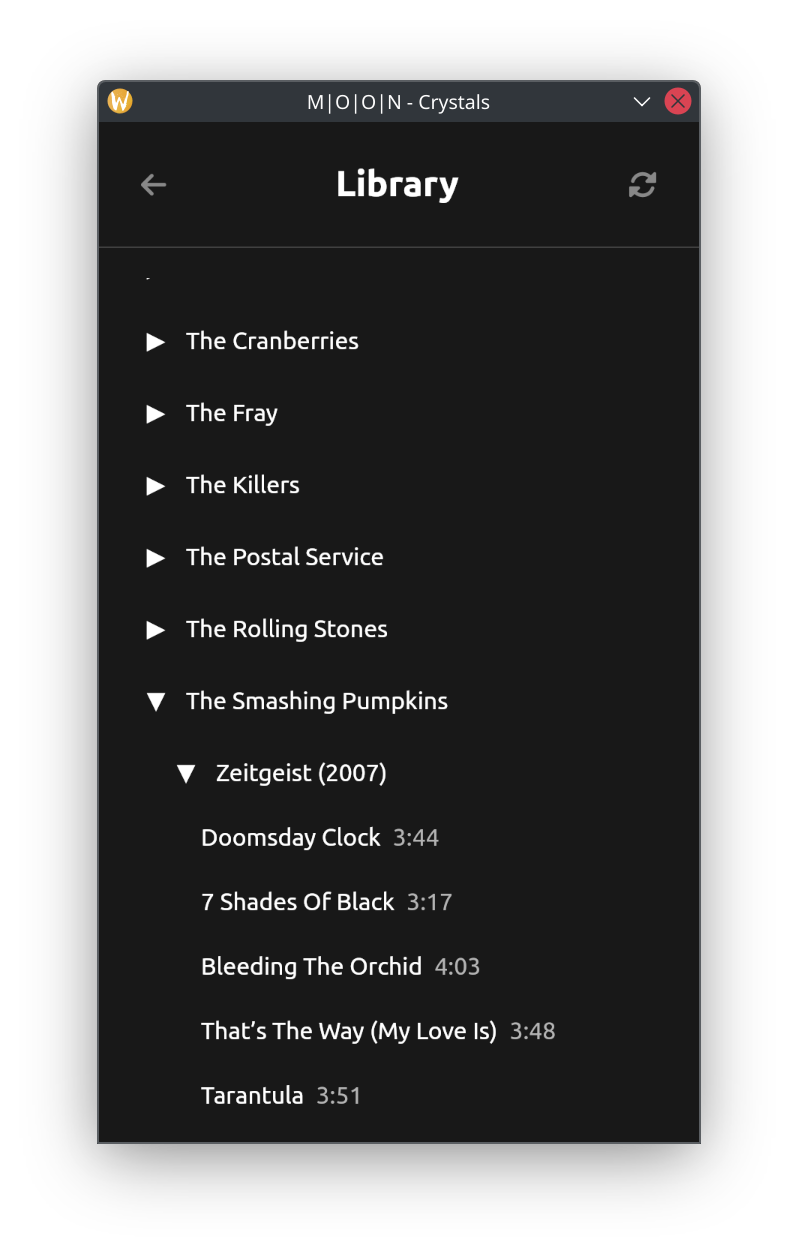 M|O|O|N - Crystals
Library
The Cranberries
The Fray
The Killers
The Postal Service
The Rolling Stones
The Smashing Pumpkins
Zeitgeist (2007)
Doomsday Clock 3:44
7 Shades Of Black 3:17
Bleeding The Orchid 4:03
That’s The Way (My Love Is) 3:48
Tarantula 3:51